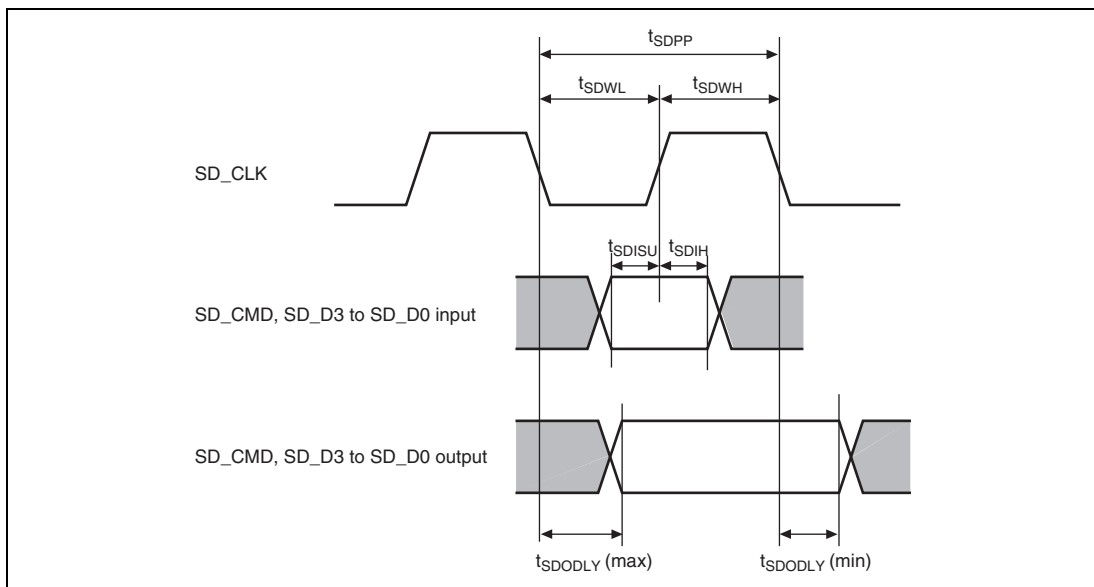 tSDPP
tSDWL tSDWH
SD_CLK
tSDISU tSDIH
SD_CMD, SD_D3 to SD_D0 input
SD_CMD, SD_D3 to SD_D0 output
tSDODLY (max) tSDODLY (min)